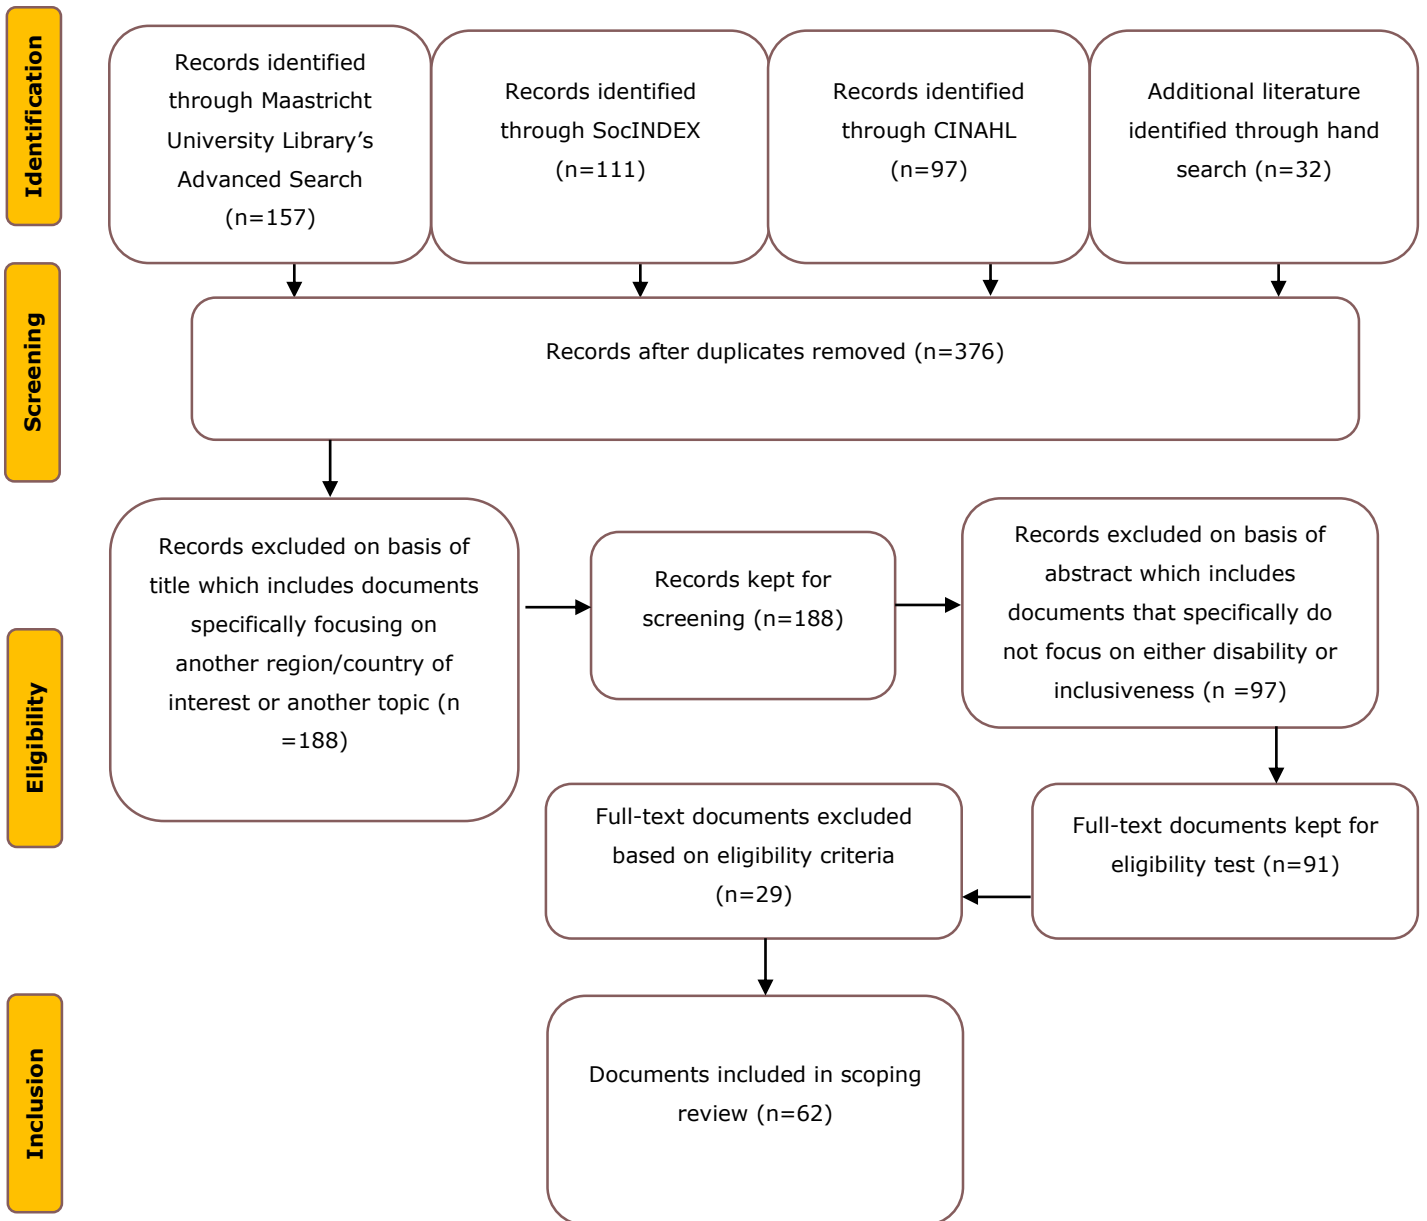 Identification
Records identified
through Maastricht
University Library’s
Advanced Search
(n=157)
Records identified
through SocINDEX
(n=111)
Records identified
through CINAHL
(n=97)
Additional literature
identified through hand
search (n=32)
Screening
Records after duplicates removed (n=376)
Eligibility
Records excluded on basis of
title which includes documents
specifically focusing on
another region/country of
interest or another topic (n
=188)
Records kept for
screening (n=188)
Records excluded on basis of
abstract which includes
documents that specifically do
not focus on either disability or
inclusiveness (n =97)
Full-text documents kept for
eligibility test (n=91)
Full-text documents excluded
based on eligibility criteria
(n=29)
Inclusion
Documents included in scoping
review (n=62)